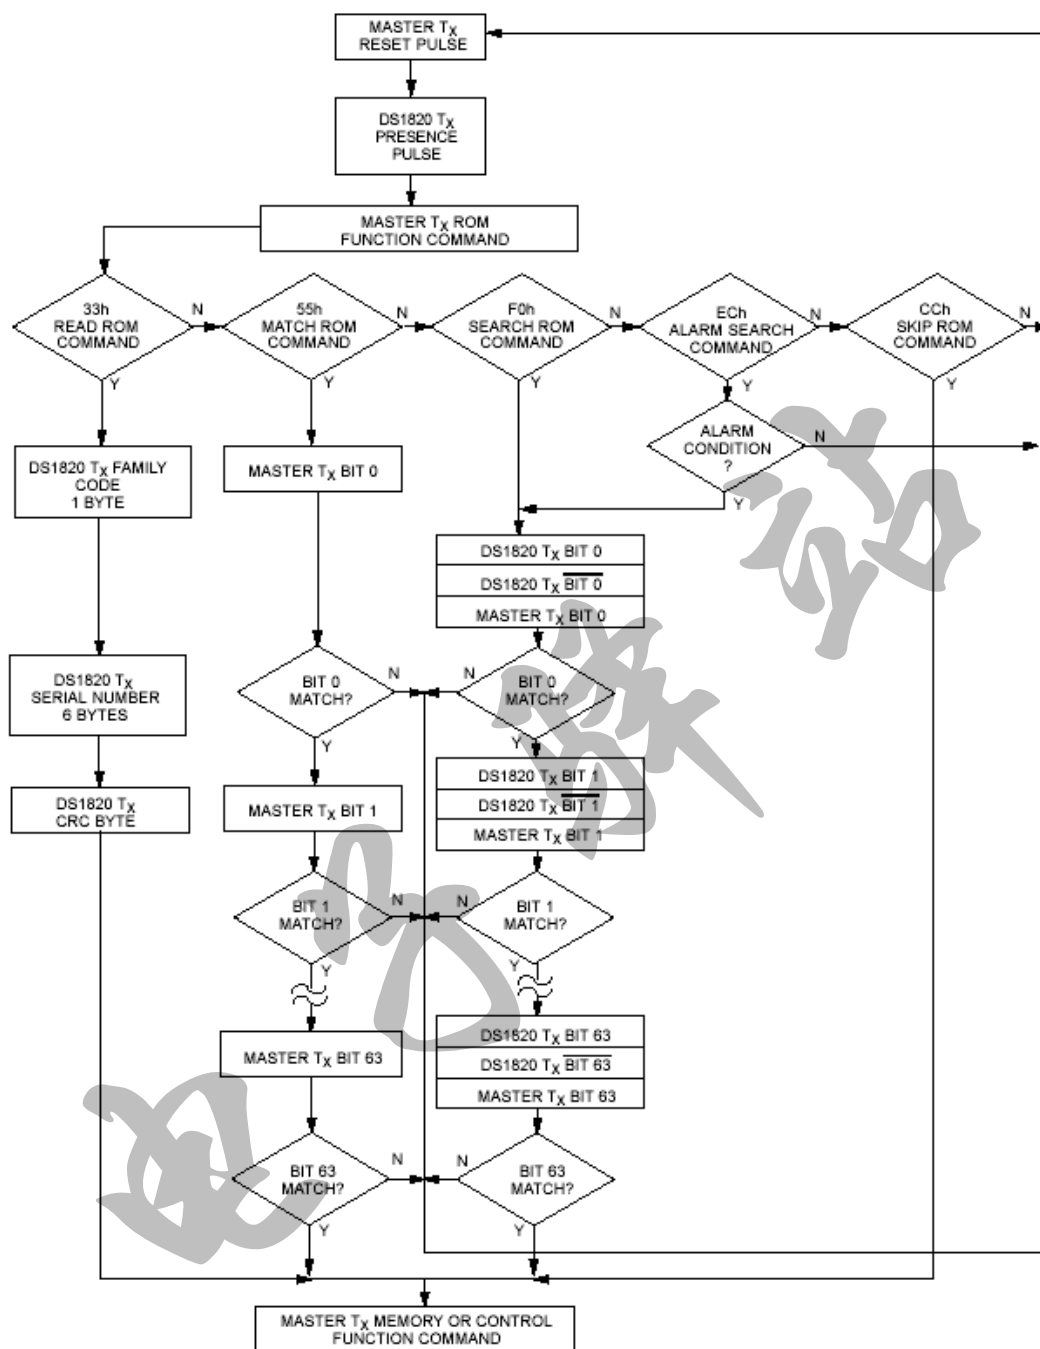 MASTER TX
RESET PULSE
DS1820 TX
PRESENCE
PULSE
MASTER TX ROM
FUNCTION COMMAND
33h
READ ROM
COMMAND
N
Y
55h
MATCH ROM
COMMAND
N
Y
F0h
SEARCH ROM
COMMAND
N
Y
ECh
ALARM SEARCH
COMMAND
N
Y
CCh
SKIP ROM
COMMAND
N
Y
ALARM
CONDITION
?
N
Y
DS1820 TX FAMILY
CODE
1 BYTE
MASTER TX BIT 0
DS1820 TX BIT 0
DS1820 TX B̅I̅T̅ ̅0̅
MASTER TX BIT 0
DS1820 TX
SERIAL NUMBER
6 BYTES
BIT 0
MATCH?
N
Y
N
BIT 0
MATCH?
Y
DS1820 TX
CRC BYTE
MASTER TX BIT 1
DS1820 TX BIT 1
DS1820 TX B̅I̅T̅ ̅1̅
MASTER TX BIT 1
BIT 1
MATCH?
N
Y
N
BIT 1
MATCH?
Y
MASTER TX BIT 63
DS1820 TX BIT 63
DS1820 TX B̅I̅T̅ ̅6̅3̅
MASTER TX BIT 63
BIT 63
MATCH?
N
Y
N
BIT 63
MATCH?
Y
MASTER TX MEMORY OR CONTROL
FUNCTION COMMAND